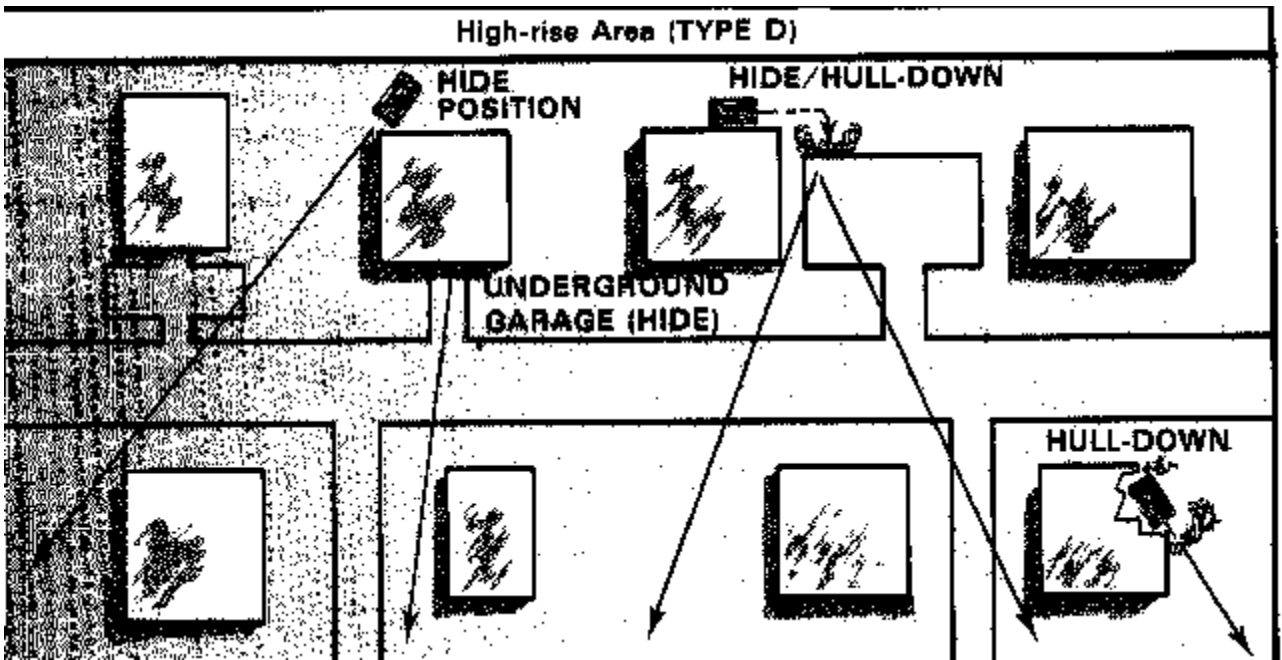 High-rise Area (TYPE D)
HIDE
POSITION
HIDE/HULL-DOWN
UNDERGROUND
GARAGE (HIDE)
HULL-DOWN